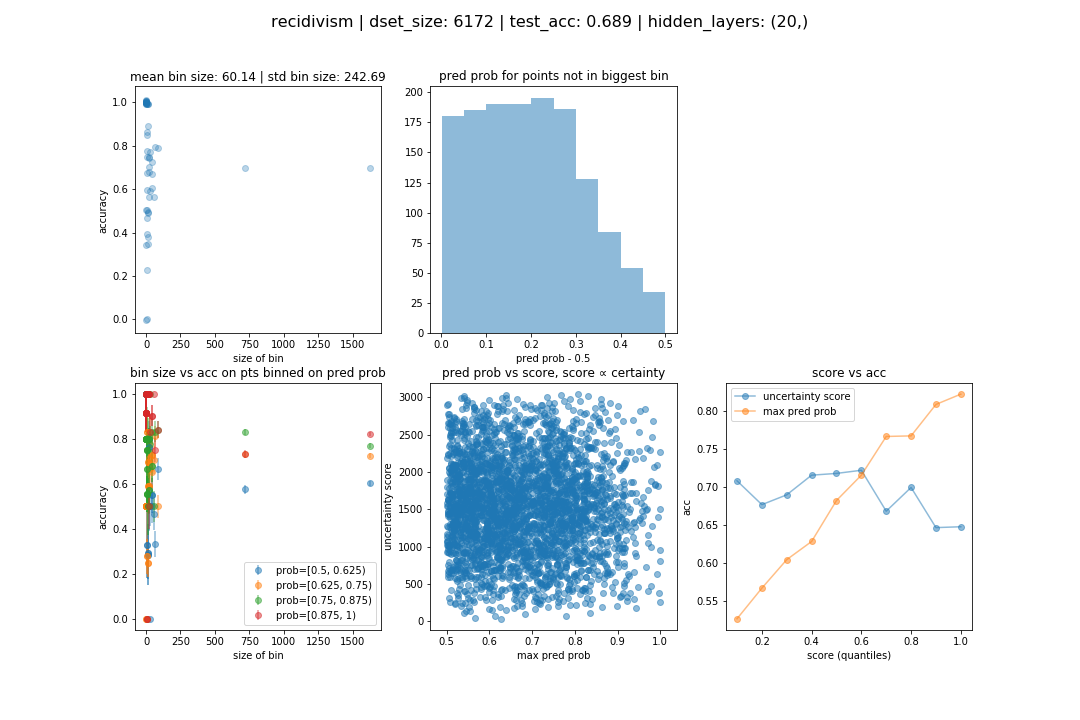 recidivism | dset_size: 6172 | test_acc: 0.689 | hidden_layers: (20,)
mean bin size: 60.14 | std bin size: 242.69
1.0
0.8
0.6
0.4
0.2
0.0
accuracy
0 250 500 750 1000 1250 1500
size of bin
pred prob for points not in biggest bin
200
175
150
125
100
75
50
25
0
0.0 0.1 0.2 0.3 0.4 0.5
pred prob - 0.5
bin size vs acc on pts binned on pred prob
1.0
0.8
0.6
0.4
0.2
0.0
accuracy
prob=[0.5, 0.625)
prob=[0.625, 0.75)
prob=[0.75, 0.875)
prob=[0.875, 1)
0 250 500 750 1000 1250 1500
size of bin
pred prob vs score, score ∝ certainty
3000
2500
2000
1500
1000
500
0
uncertainty score
0.5 0.6 0.7 0.8 0.9 1.0
max pred prob
score vs acc
uncertainty score
max pred prob
0.80
0.75
0.70
0.65
0.60
0.55
acc
0.2 0.4 0.6 0.8 1.0
score (quantiles)